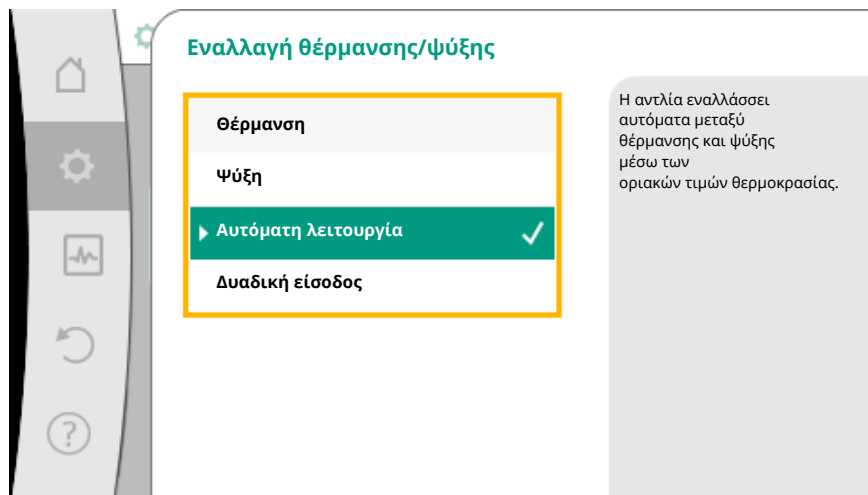 Εναλλαγή θέρμανσης/ψύξης
Θέρμανση
Ψύξη
Αυτόματη λειτουργία
Δυαδική είσοδος
Η αντλία εναλλάσσει
αυτόματα μεταξύ
θέρμανσης και ψύξης
μέσω των
οριακών τιμών θερμοκρασίας.
?